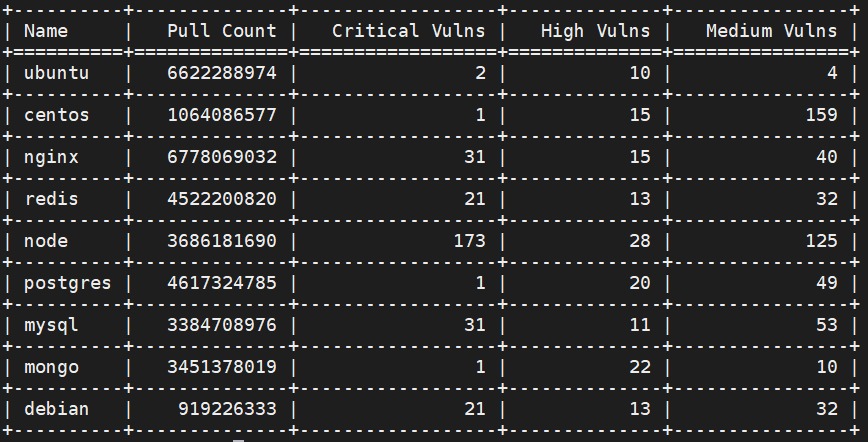 +----------+--------------+------------------+--------------+----------------+
| Name     |   Pull Count |   Critical Vulns |   High Vulns |   Medium Vulns |
+==========+==============+==================+==============+================+
| ubuntu   |   6622288974 |                2 |           10 |              4 |
+----------+--------------+------------------+--------------+----------------+
| centos   |   1064086577 |                1 |           15 |            159 |
+----------+--------------+------------------+--------------+----------------+
| nginx    |   6778069032 |               31 |           15 |             40 |
+----------+--------------+------------------+--------------+----------------+
| redis    |   4522200820 |               21 |           13 |             32 |
+----------+--------------+------------------+--------------+----------------+
| node     |   3686181690 |              173 |           28 |            125 |
+----------+--------------+------------------+--------------+----------------+
| postgres |   4617324785 |                1 |           20 |             49 |
+----------+--------------+------------------+--------------+----------------+
| mysql    |   3384708976 |               31 |           11 |             53 |
+----------+--------------+------------------+--------------+----------------+
| mongo    |   3451378019 |                1 |           22 |             10 |
+----------+--------------+------------------+--------------+----------------+
| debian   |    919226333 |               21 |           13 |             32 |
+----------+--------------+------------------+--------------+----------------+